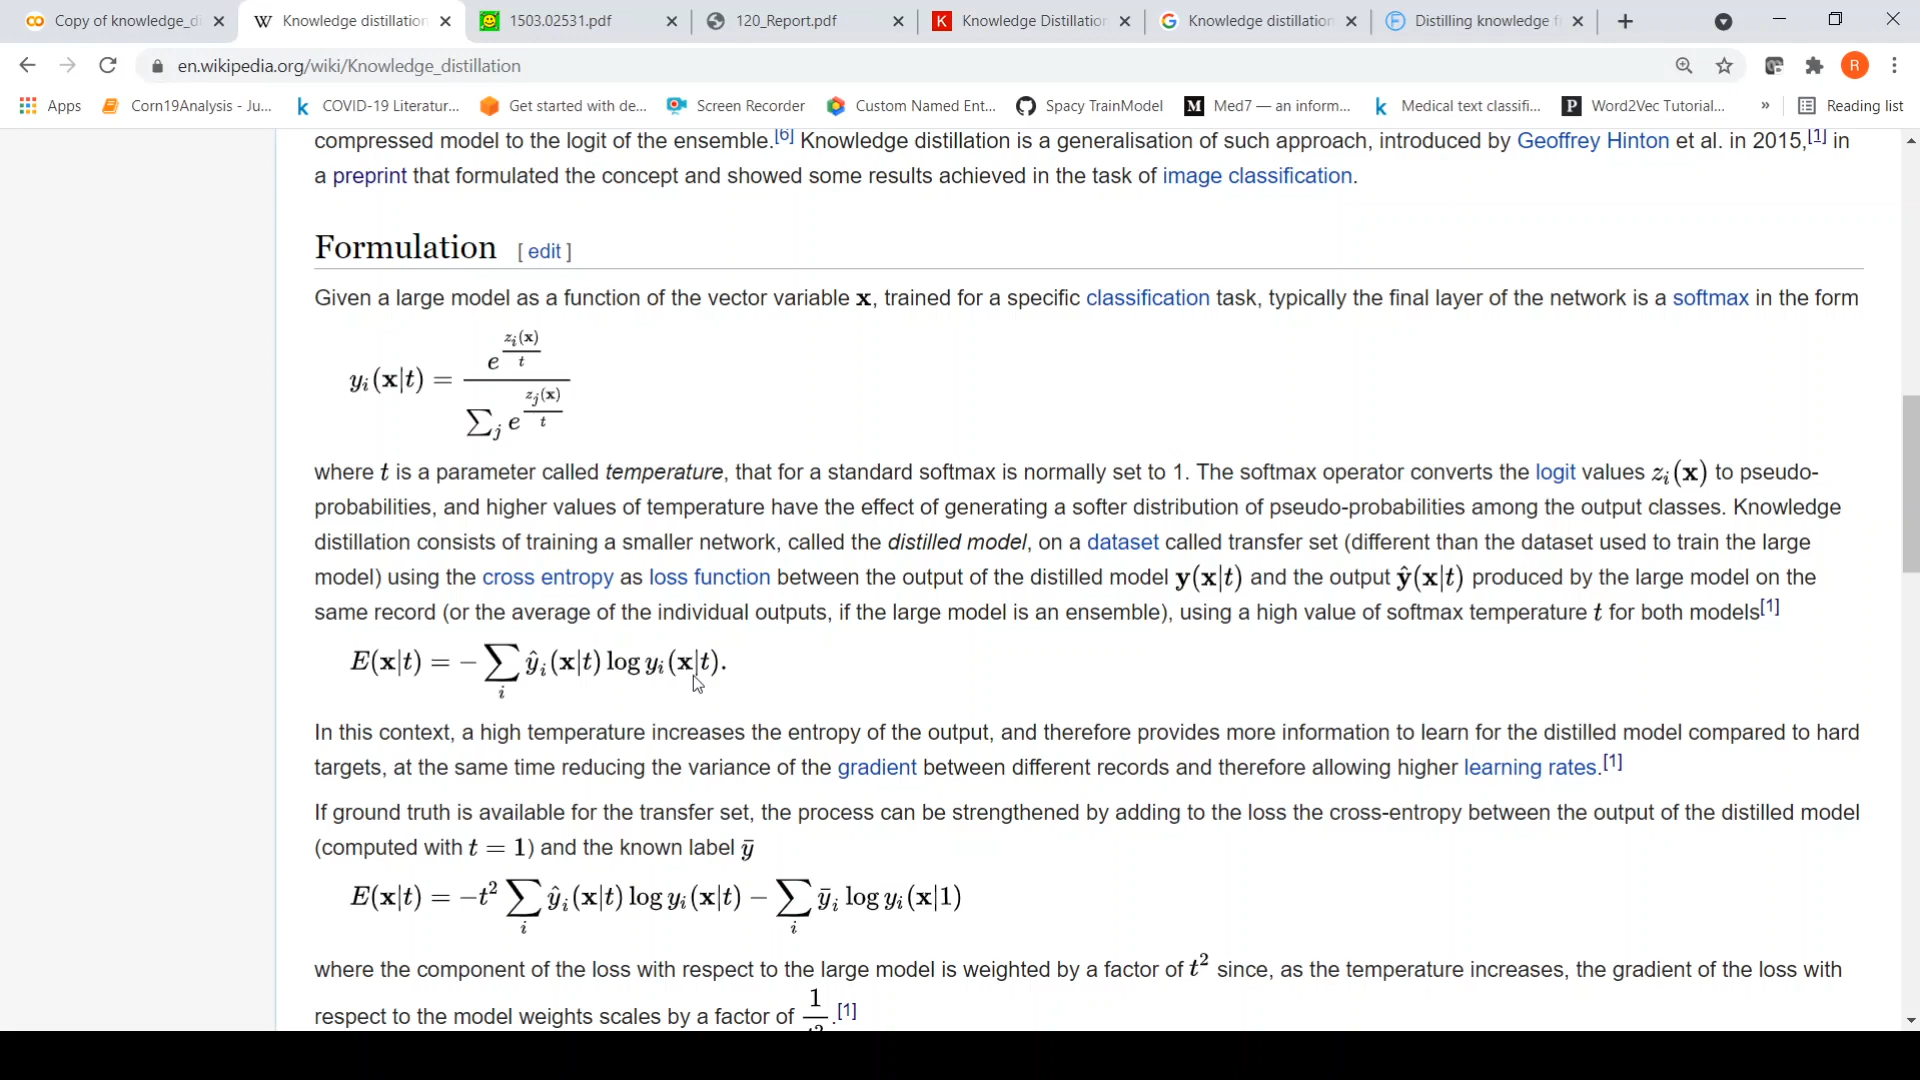 Copy of knowledge_di
Knowledge distillation
1503.02531.pdf
120_Report.pdf
Knowledge Distillation
Knowledge distillation
Distilling knowledge f
en.wikipedia.org/wiki/Knowledge_distillation
R
Apps
Corn19Analysis - Ju...
COVID-19 Literatur...
Get started with de...
Screen Recorder
Custom Named Ent...
Spacy TrainModel
Med7 — an inform...
Medical text classifi...
Word2Vec Tutorial...
»
Reading list
compressed model to the logit of the ensemble.[6] Knowledge distillation is a generalisation of such approach, introduced by Geoffrey Hinton et al. in 2015,[1] in
a preprint that formulated the concept and showed some results achieved in the task of image classification.
Formulation [ edit ]
Given a large model as a function of the vector variable x, trained for a specific classification task, typically the final layer of the network is a softmax in the form
y_i(x|t) = e^{z_i(x)/t} / ∑_j e^{z_j(x)/t}
where t is a parameter called temperature, that for a standard softmax is normally set to 1. The softmax operator converts the logit values z_i(x) to pseudo-
probabilities, and higher values of temperature have the effect of generating a softer distribution of pseudo-probabilities among the output classes. Knowledge
distillation consists of training a smaller network, called the distilled model, on a dataset called transfer set (different than the dataset used to train the large
model) using the cross entropy as loss function between the output of the distilled model y(x|t) and the output ŷ(x|t) produced by the large model on the
same record (or the average of the individual outputs, if the large model is an ensemble), using a high value of softmax temperature t for both models[1]
E(x|t) = −∑_i ŷ_i(x|t) log y_i(x|t).
In this context, a high temperature increases the entropy of the output, and therefore provides more information to learn for the distilled model compared to hard
targets, at the same time reducing the variance of the gradient between different records and therefore allowing higher learning rates.[1]
If ground truth is available for the transfer set, the process can be strengthened by adding to the loss the cross-entropy between the output of the distilled model
(computed with t = 1) and the known label ȳ
E(x|t) = −t² ∑_i ŷ_i(x|t) log y_i(x|t) − ∑_i ȳ_i log y_i(x|1)
where the component of the loss with respect to the large model is weighted by a factor of t² since, as the temperature increases, the gradient of the loss with
respect to the model weights scales by a factor of 1/t².[1]